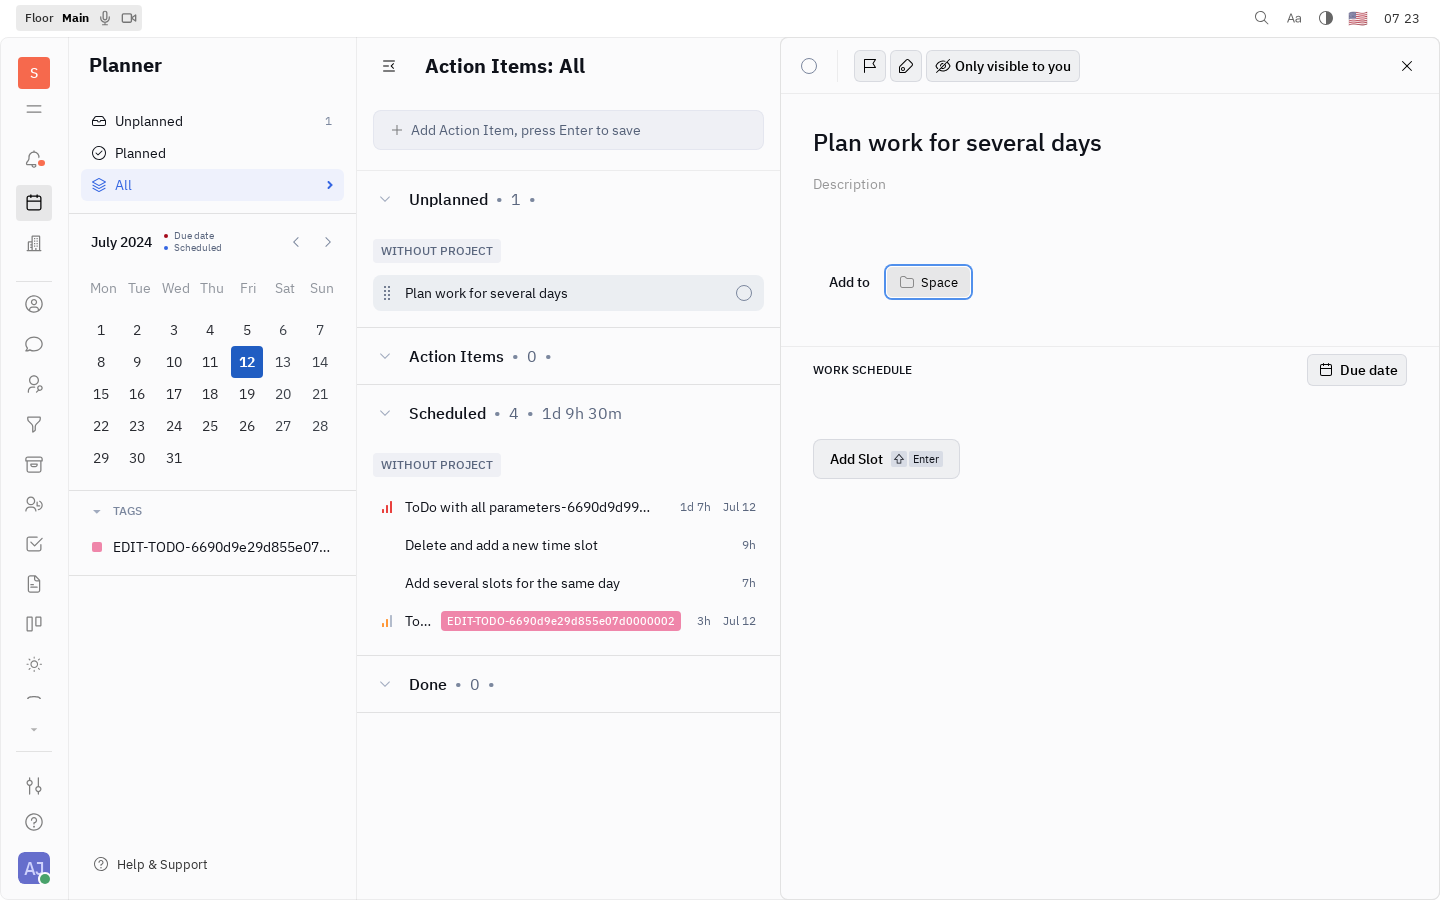 Floor Main
Aa
07 23
S
Planner
Unplanned 1
Planned
All
July 2024
Due date
Scheduled
Mon Tue Wed Thu Fri Sat Sun
1 2 3 4 5 6 7
8 9 10 11 12 13 14
15 16 17 18 19 20 21
22 23 24 25 26 27 28
29 30 31
TAGS
EDIT-TODO-6690d9e29d855e07...
Help & Support
AJ
Action Items: All
Add Action Item, press Enter to save
Unplanned • 1 •
WITHOUT PROJECT
Plan work for several days
Action Items • 0 •
Scheduled • 4 • 1d 9h 30m
WITHOUT PROJECT
ToDo with all parameters-6690d9d99... 1d 7h Jul 12
Delete and add a new time slot 9h
Add several slots for the same day 7h
To... EDIT-TODO-6690d9e29d855e07d0000002 3h Jul 12
Done • 0 •
Only visible to you
Plan work for several days
Description
Add to Space
WORK SCHEDULE
Due date
Add Slot Enter